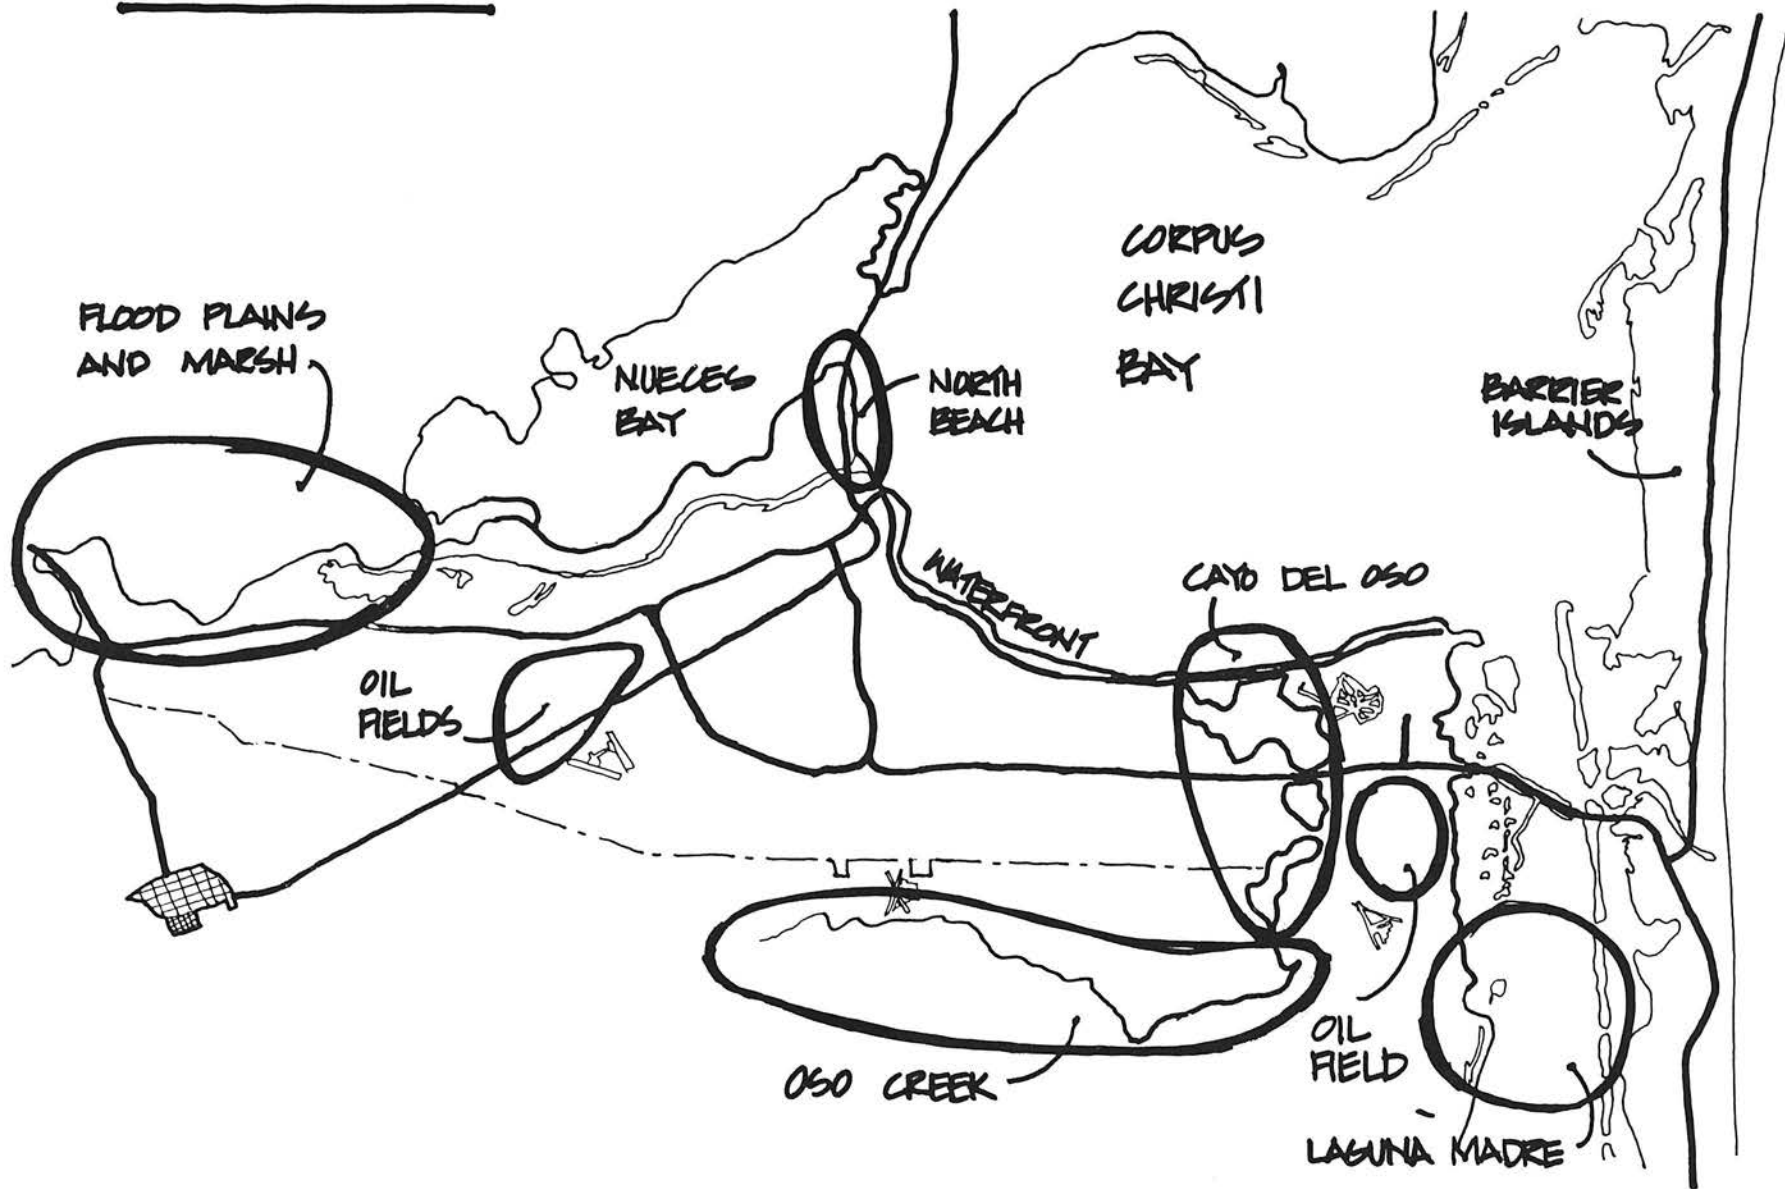 CORPUS
CHRISTI
BAY
FLOOD PLAINS
AND MARSH
NUECES
BAY
NORTH
BEACH
BARRIER
ISLANDS
WATERFRONT
CAYO DEL OSO
OIL
FIELDS
OSO CREEK
OIL
FIELD
LAGUNA MADRE